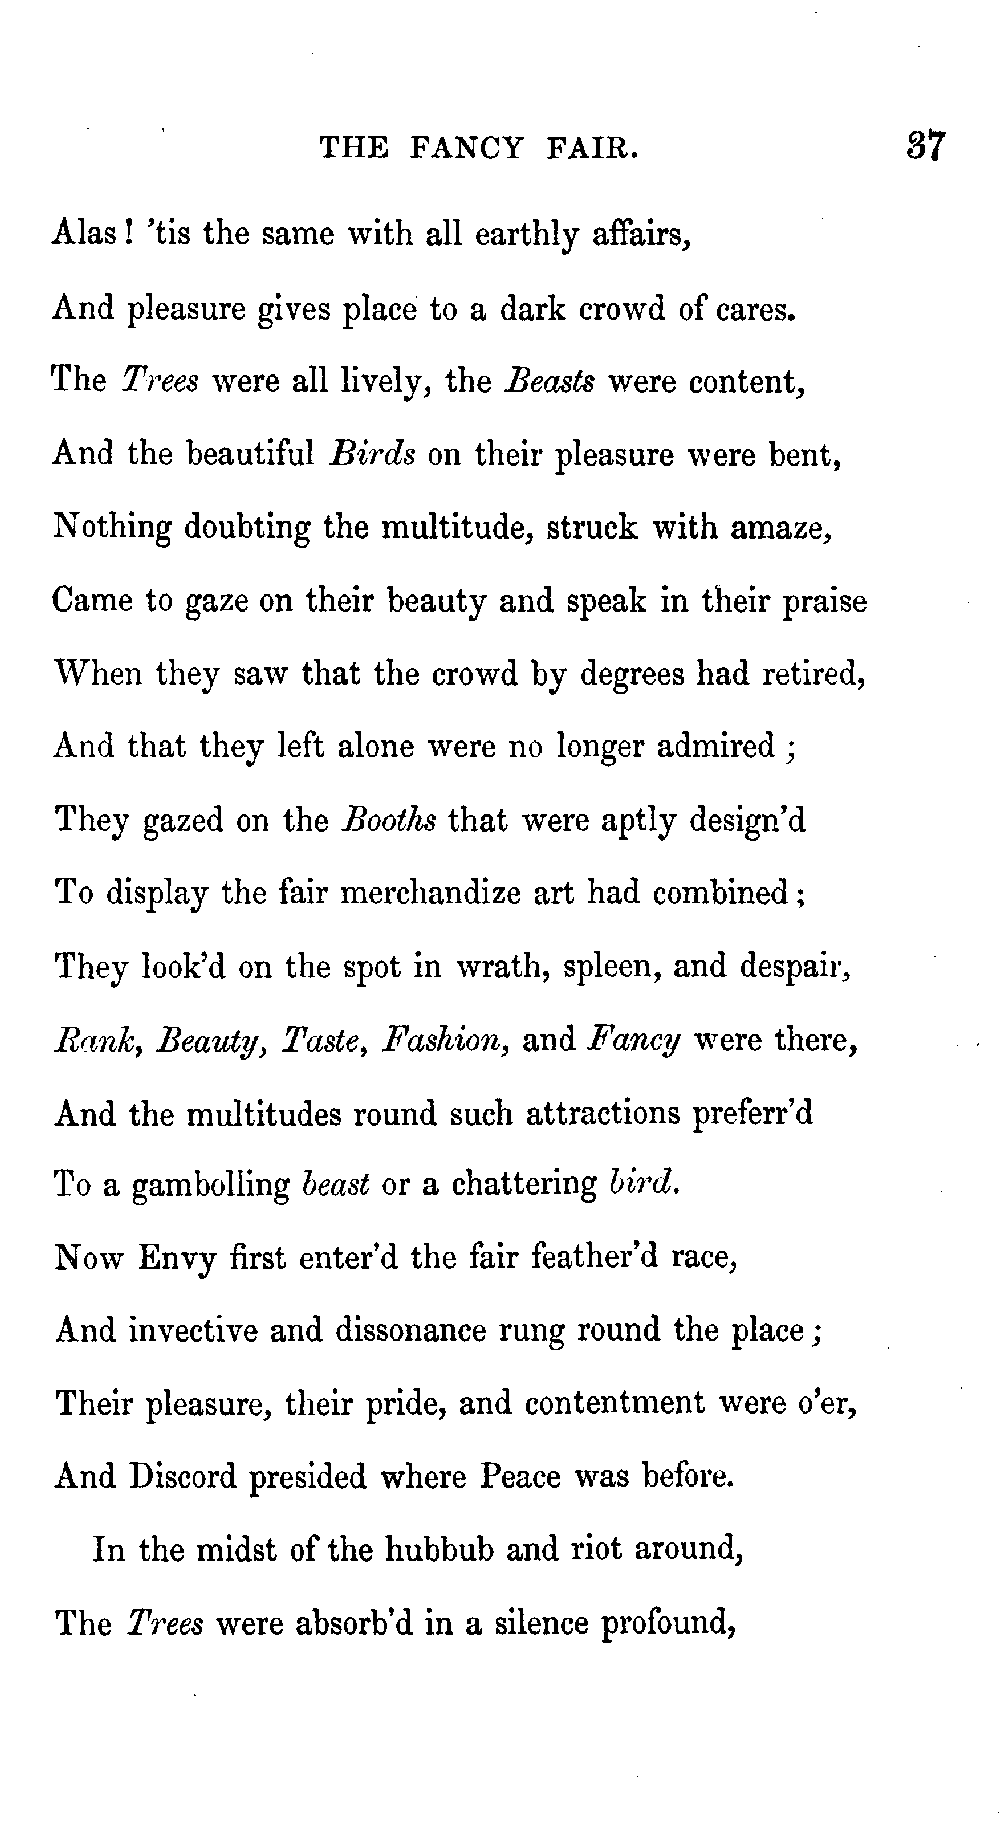 THE FANCY FAIR. 37
Alas! 'tis the same with all earthly affairs,
And pleasure gives place to a dark crowd of cares.
The Trees were all lively, the Beasts were content,
And the beautiful Birds on their pleasure were bent,
Nothing doubting the multitude, struck with amaze,
Came to gaze on their beauty and speak in their praise
When they saw that the crowd by degrees had retired,
And that they left alone were no longer admired ;
They gazed on the Booths that were aptly design'd
To display the fair merchandize art had combined ;
They look'd on the spot in wrath, spleen, and despair,
Rank, Beauty, Taste, Fashion, and Fancy were there,
And the multitudes round such attractions preferr'd
To a gambolling beast or a chattering bird.
Now Envy first enter'd the fair feather'd race,
And invective and dissonance rung round the place ;
Their pleasure, their pride, and contentment were o'er,
And Discord presided where Peace was before.
In the midst of the hubbub and riot around,
The Trees were absorb'd in a silence profound,